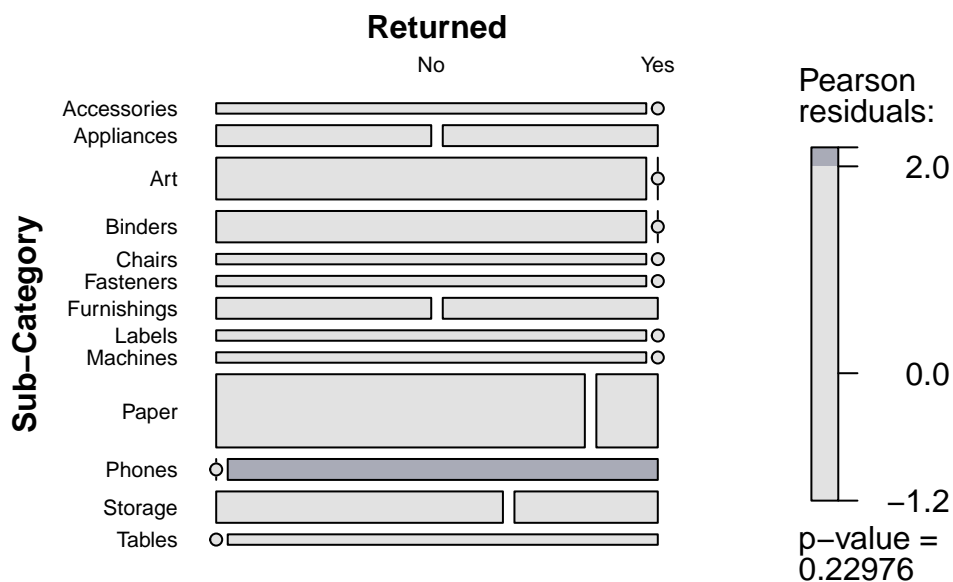 Returned
No Yes
Accessories
Appliances
Art
Binders
Chairs
Fasteners
Furnishings
Labels
Machines
Paper
Phones
Storage
Tables
Sub−Category
Pearson
residuals:
2.0
0.0
−1.2
p−value =
0.22976